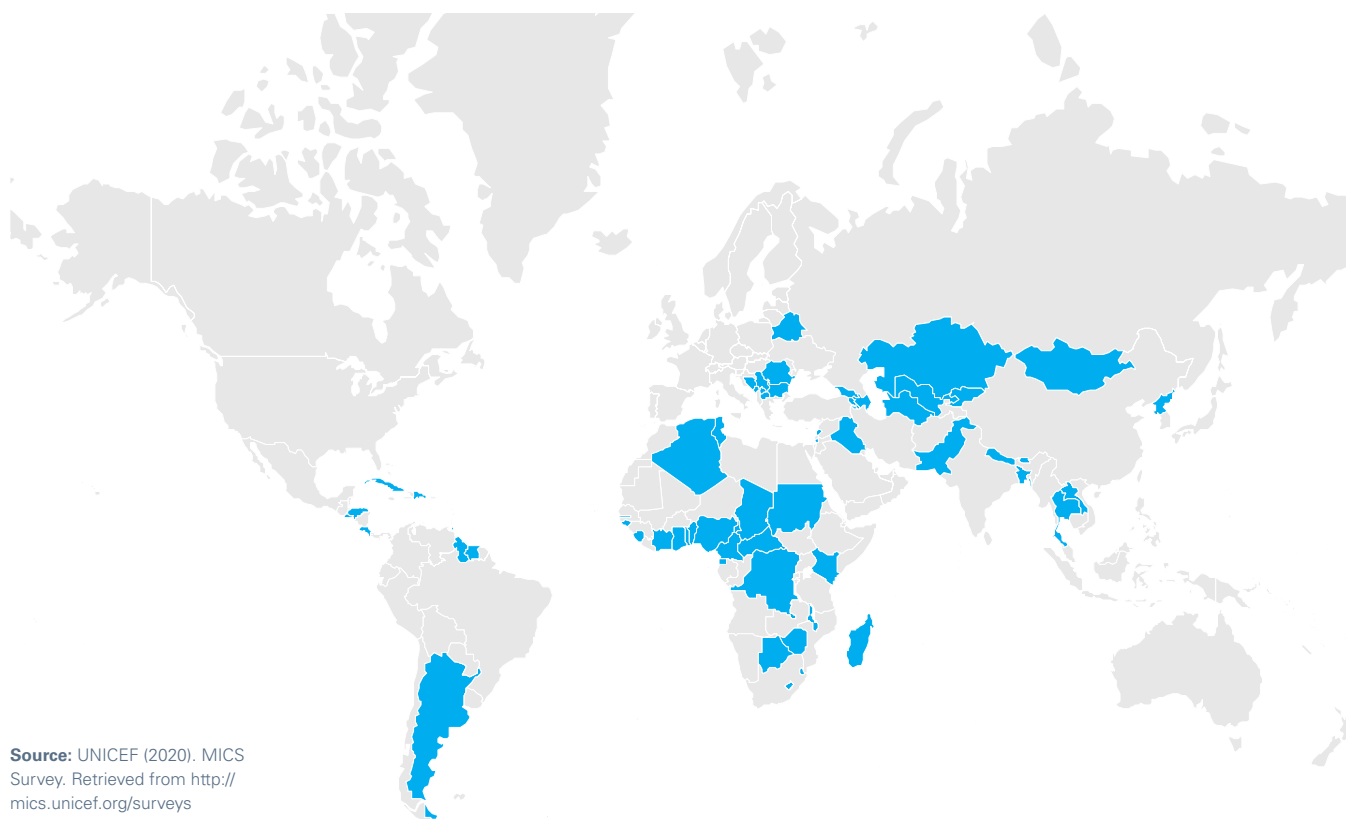 Source: UNICEF (2020). MICS
Survey. Retrieved from http://
mics.unicef.org/surveys